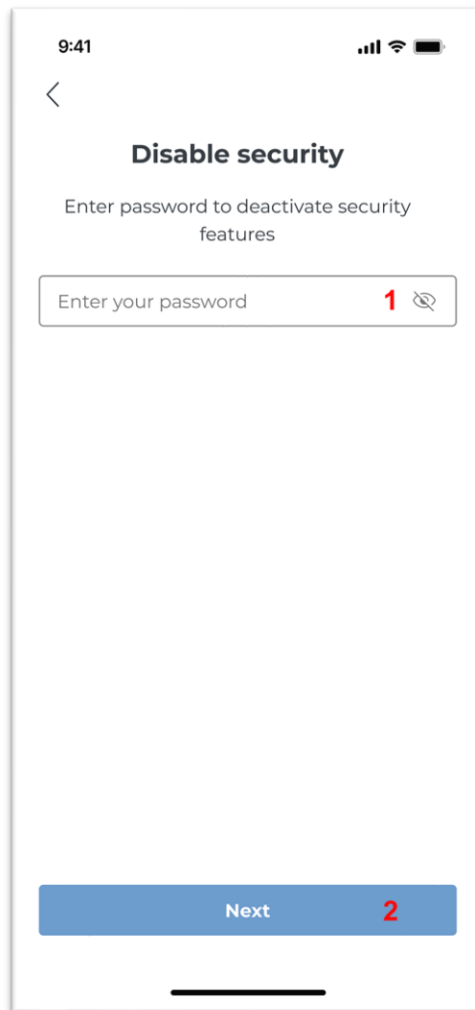 9:41
Disable security
Enter password to deactivate security
features
Enter your password 1
Next 2